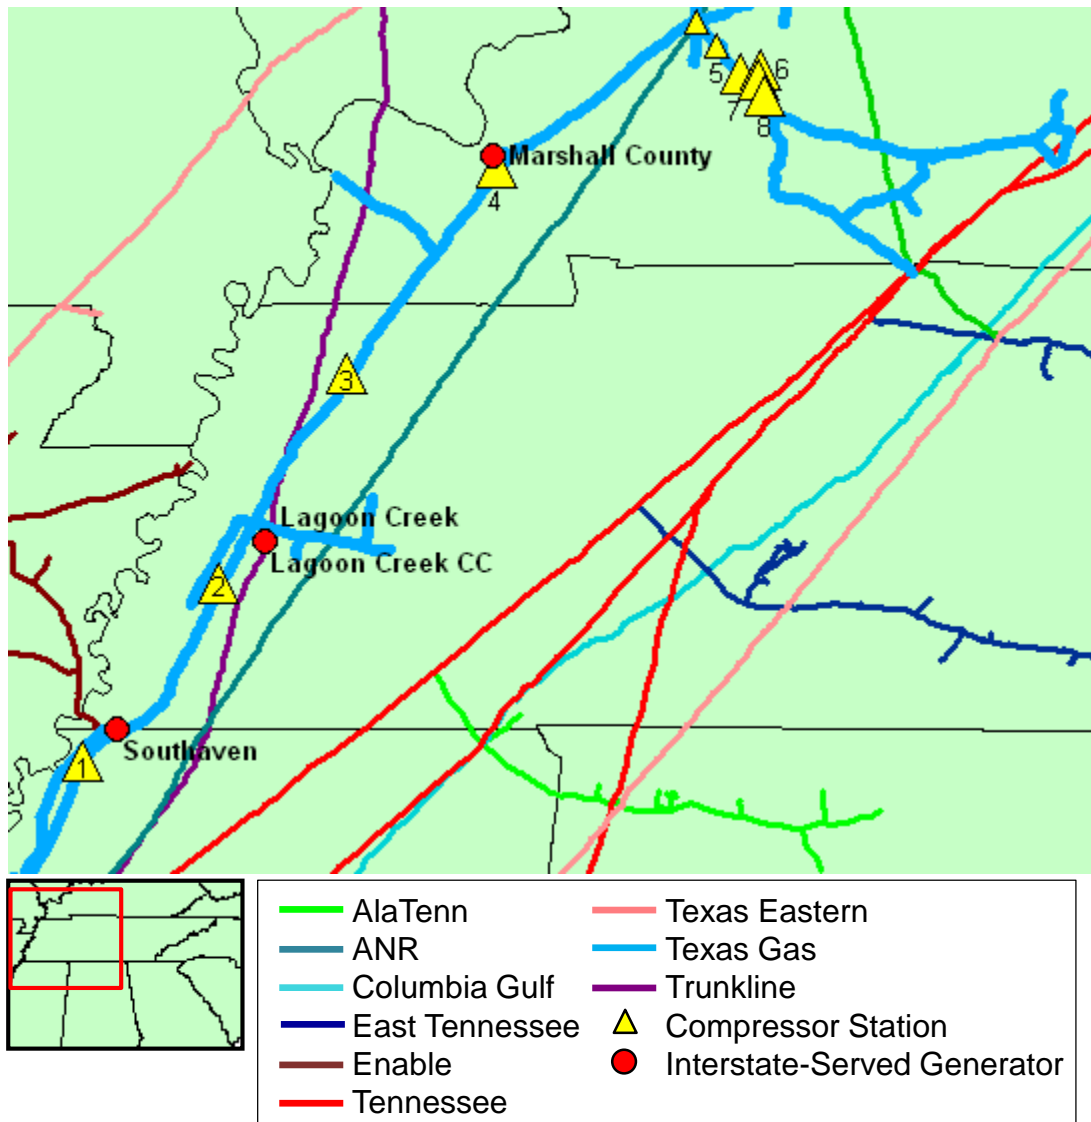 5
6
7
8
Marshall County
4
3
Lagoon Creek
Lagoon Creek CC
2
Southaven
1
AlaTenn
ANR
Columbia Gulf
East Tennessee
Enable
Tennessee
Texas Eastern
Texas Gas
Trunkline
Compressor Station
Interstate-Served Generator